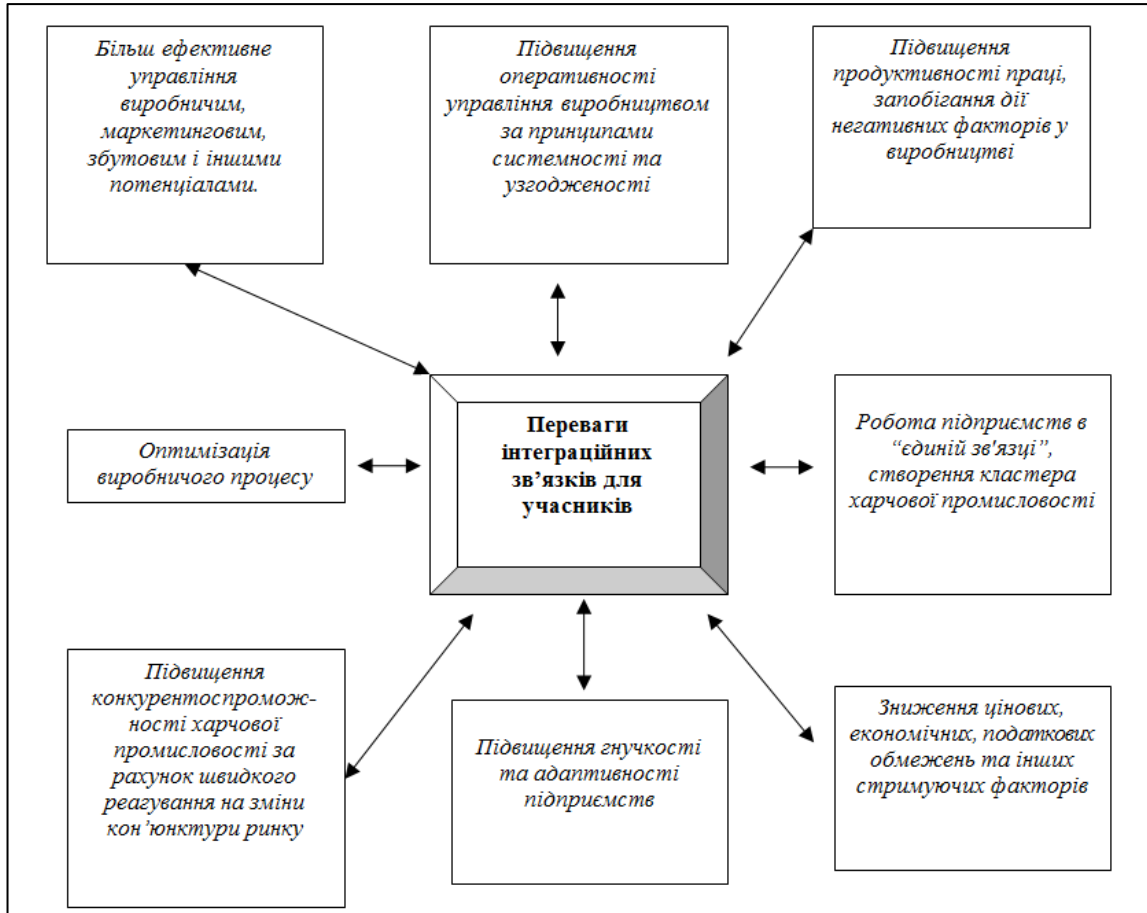 Більш ефективне
управління
виробничим,
маркетинговим,
збутовим і іншими
потенціалами.
Підвищення
оперативності
управління виробництвом
за принципами
системності та
узгодженості
Підвищення
продуктивності праці,
запобігання дії
негативних факторів у
виробництві
Оптимізація
виробничого процесу
Переваги
інтеграційних
зв’язків для
учасників
Робота підприємств в
“єдиній зв'язці”,
створення кластера
харчової промисловості
Підвищення
конкурентоспромож-
ності харчової
промисловості за
рахунок швидкого
реагування на зміни
кон’юнктури ринку
Підвищення гнучкості
та адаптивності
підприємств
Зниження цінових,
економічних, податкових
обмежень та інших
стримуючих факторів